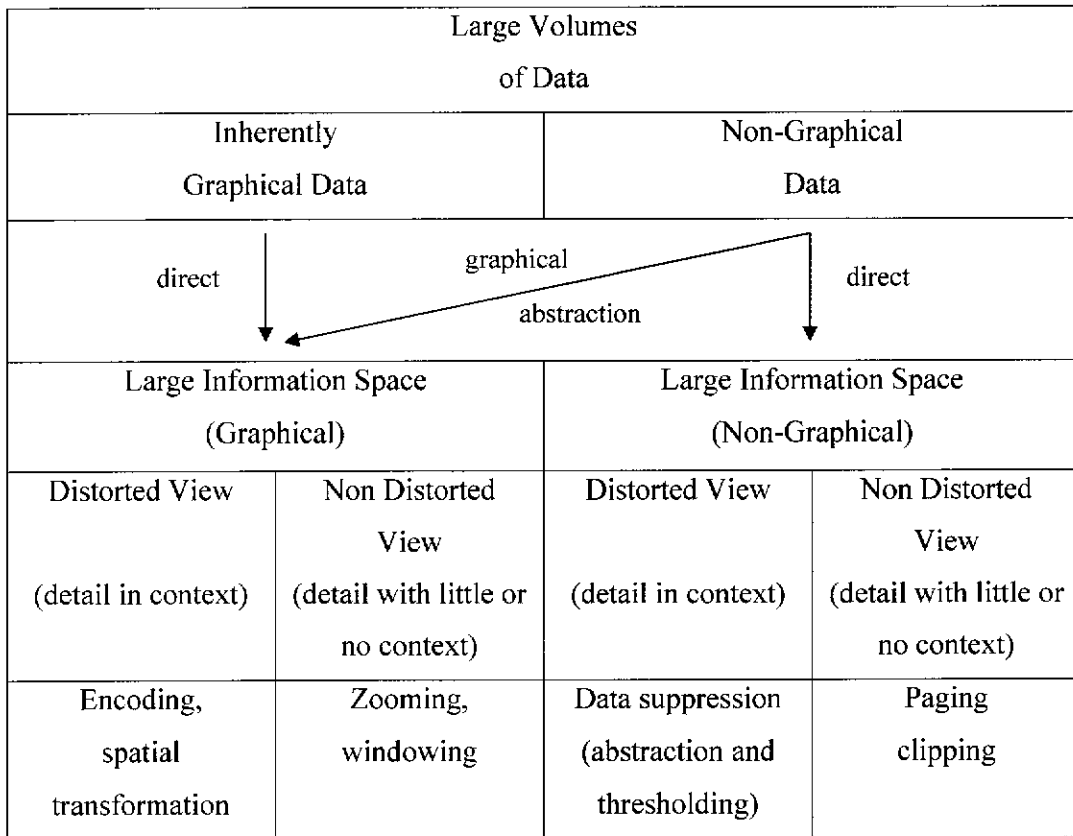 Large Volumes
of Data
Inherently
Graphical Data
Non-Graphical
Data
direct
graphical
abstraction
direct
Large Information Space
(Graphical)
Large Information Space
(Non-Graphical)
Distorted View
(detail in context)
Non Distorted
View
(detail with little or
no context)
Distorted View
(detail in context)
Non Distorted
View
(detail with little or
no context)
Encoding,
spatial
transformation
Zooming,
windowing
Data suppression
(abstraction and
thresholding)
Paging
clipping